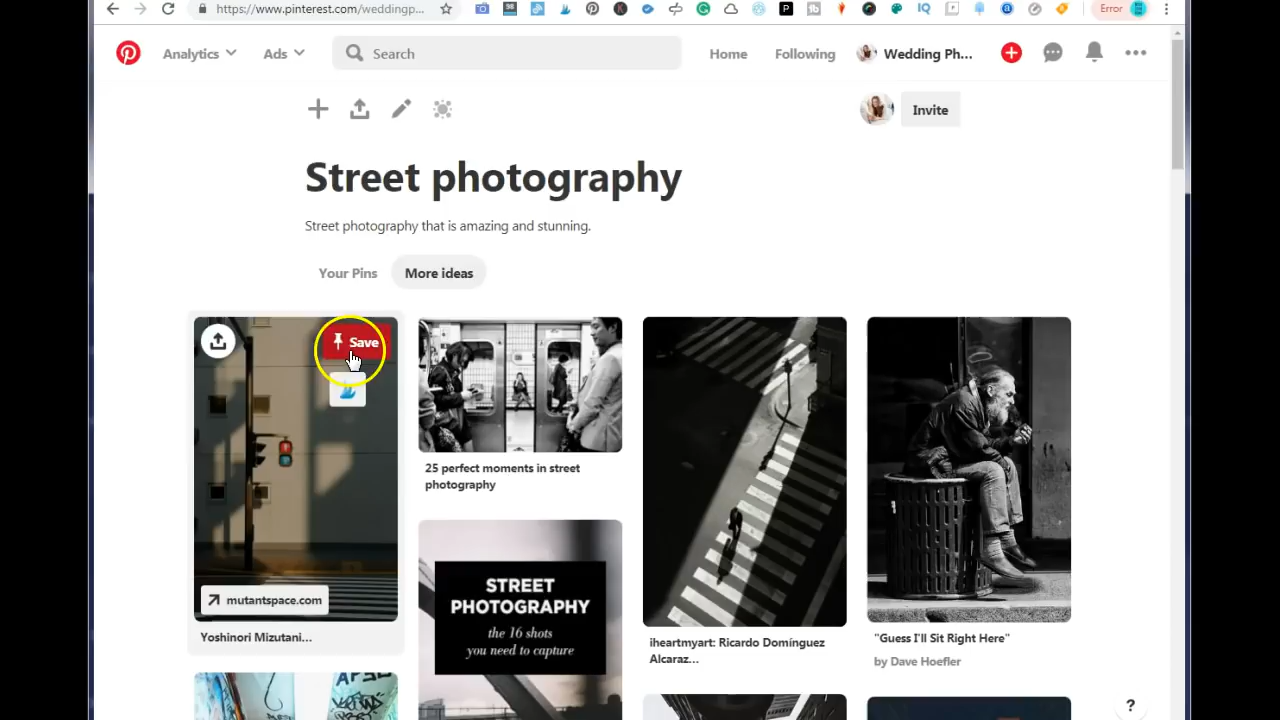 https://www.pinterest.com/weddingp...
Error
Analytics
Ads
Search
Home
Following
Wedding Ph...
Invite
Street photography
Street photography that is amazing and stunning.
Your Pins
More ideas
Save
mutantspace.com
Yoshinori Mizutani...
25 perfect moments in street
photography
STREET
PHOTOGRAPHY
the 16 shots
you need to capture
iheartmyart: Ricardo Domínguez
Alcaraz...
"Guess I'll Sit Right Here"
by Dave Hoefler
?